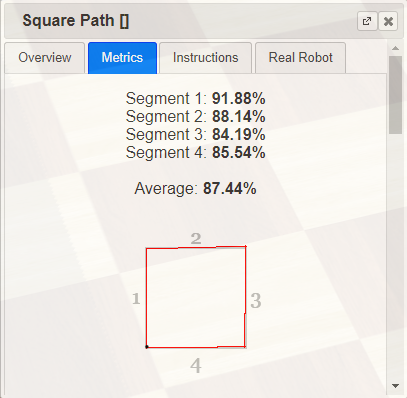 Square Path []
Overview
Metrics
Instructions
Real Robot
Segment 1: 91.88%
Segment 2: 88.14%
Segment 3: 84.19%
Segment 4: 85.54%
Average: 87.44%
2
1
3
4